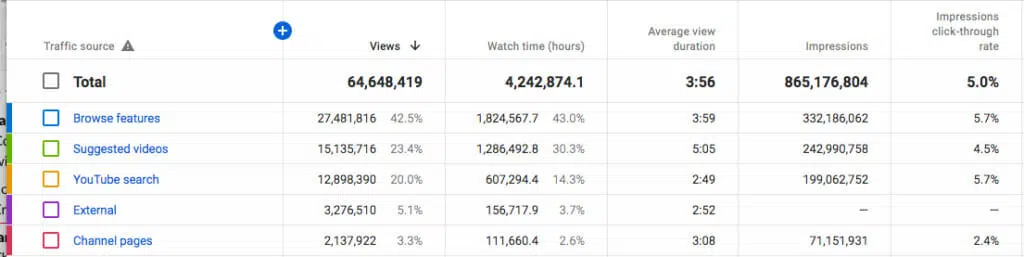 Impressions
Average view click-through
Traffic source Views ↓ Watch time (hours) duration Impressions rate
Total 64,648,419 4,242,874.1 3:56 865,176,804 5.0%
Browse features 27,481,816 42.5% 1,824,567.7 43.0% 3:59 332,186,062 5.7%
Suggested videos 15,135,716 23.4% 1,286,492.8 30.3% 5:05 242,990,758 4.5%
YouTube search 12,898,390 20.0% 607,294.4 14.3% 2:49 199,062,752 5.7%
External 3,276,510 5.1% 156,717.9 3.7% 2:52 — —
Channel pages 2,137,922 3.3% 111,660.4 2.6% 3:08 71,151,931 2.4%